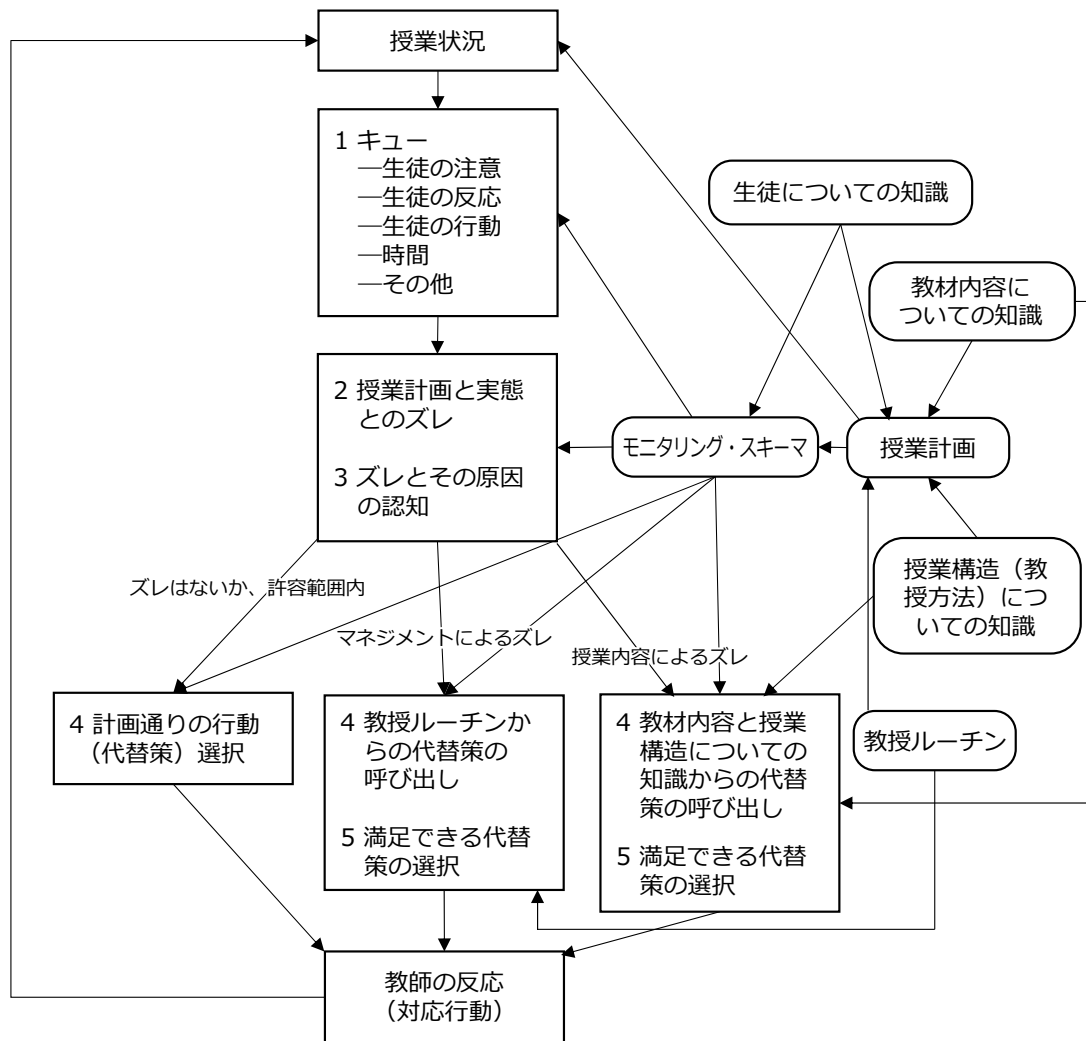 授業状況
1 キュー
―生徒の注意
―生徒の反応
―生徒の行動
―時間
―その他
生徒についての知識
教材内容に
ついての知識
2 授業計画と実態
とのズレ
3 ズレとその原因
の認知
モニタリング・スキーマ
授業計画
授業構造（教
授方法）につ
いての知識
ズレはないか、許容範囲内
マネジメントによるズレ
授業内容によるズレ
4 計画通りの行動
（代替策）選択
4 教授ルーチンか
らの代替策の
呼び出し
5 満足できる代替
策の選択
4 教材内容と授業
構造についての
知識からの代替
策の呼び出し
5 満足できる代替
策の選択
教授ルーチン
教師の反応
（対応行動）